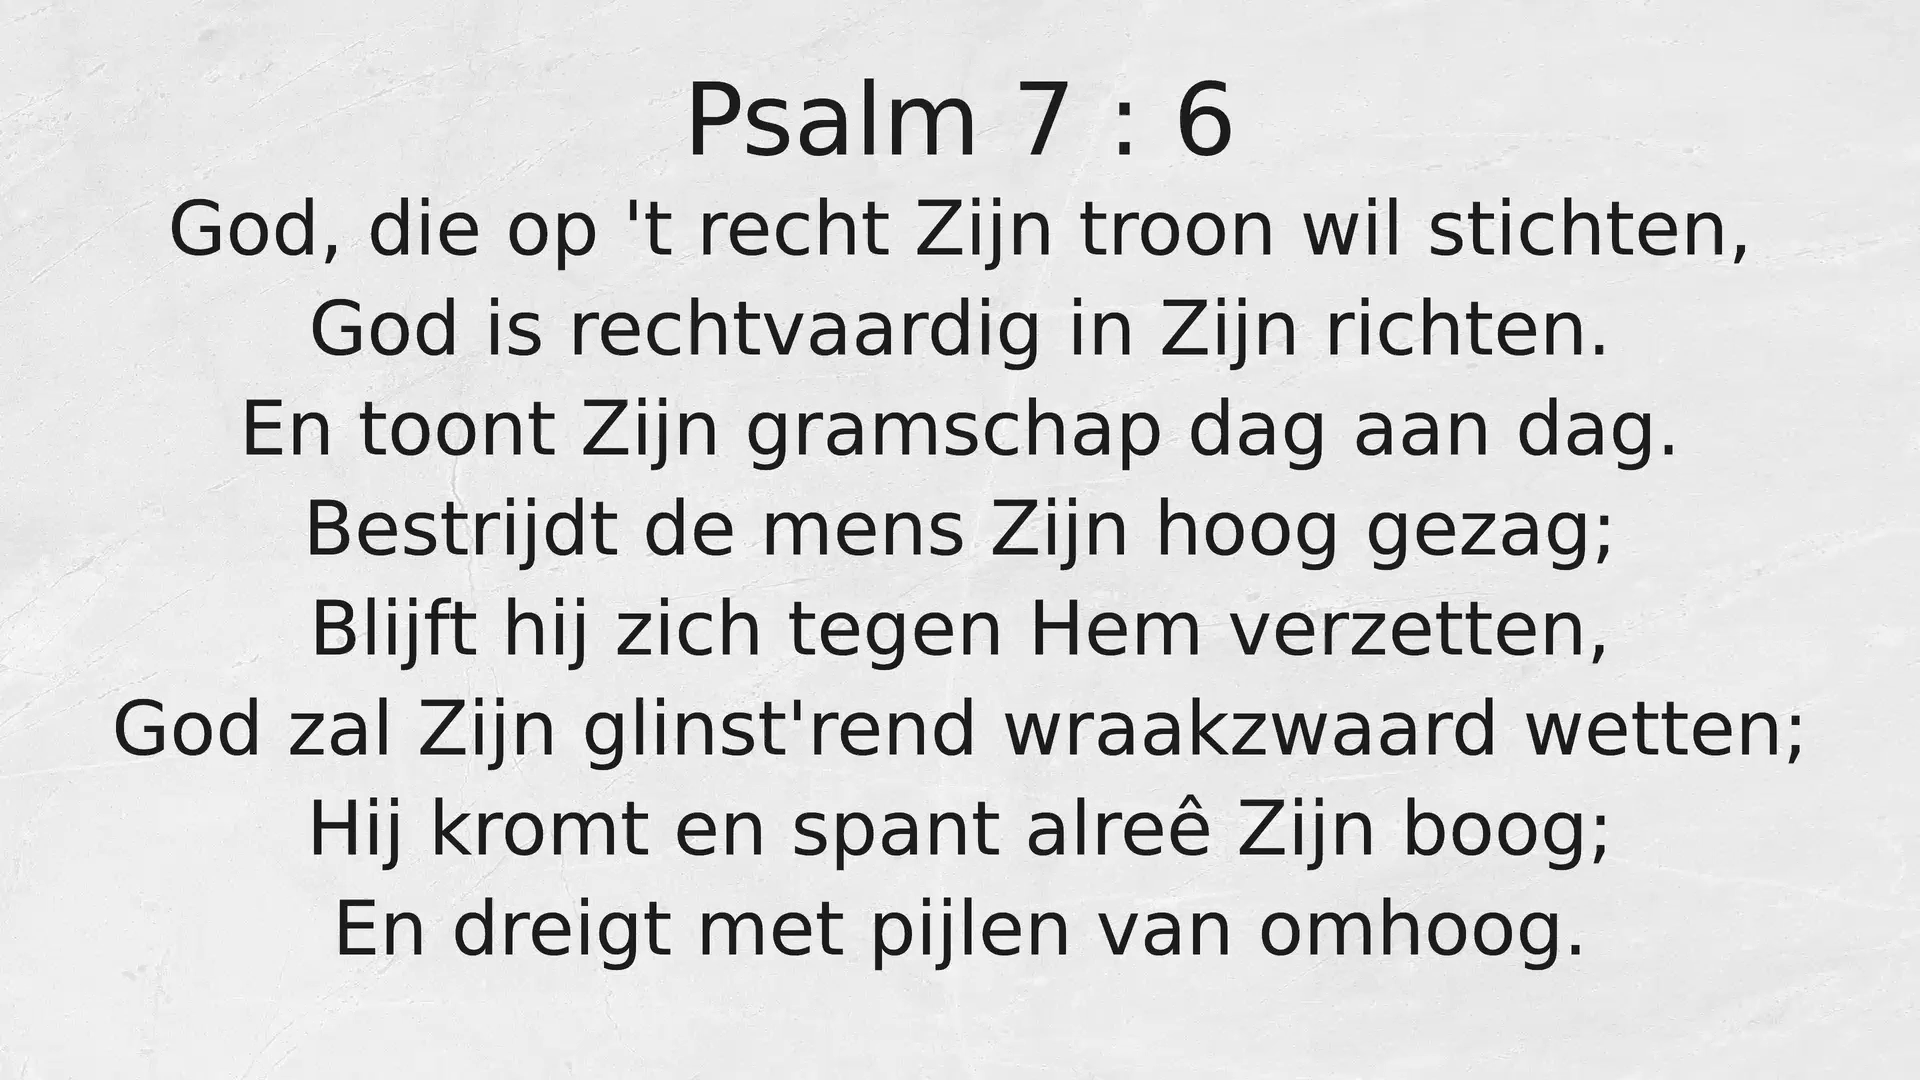 Psalm 7 : 6
God, die op 't recht Zijn troon wil stichten,
God is rechtvaardig in Zijn richten.
En toont Zijn gramschap dag aan dag.
Bestrijdt de mens Zijn hoog gezag;
Blijft hij zich tegen Hem verzetten,
God zal Zijn glinst'rend wraakzwaard wetten;
Hij kromt en spant alreê Zijn boog;
En dreigt met pijlen van omhoog.